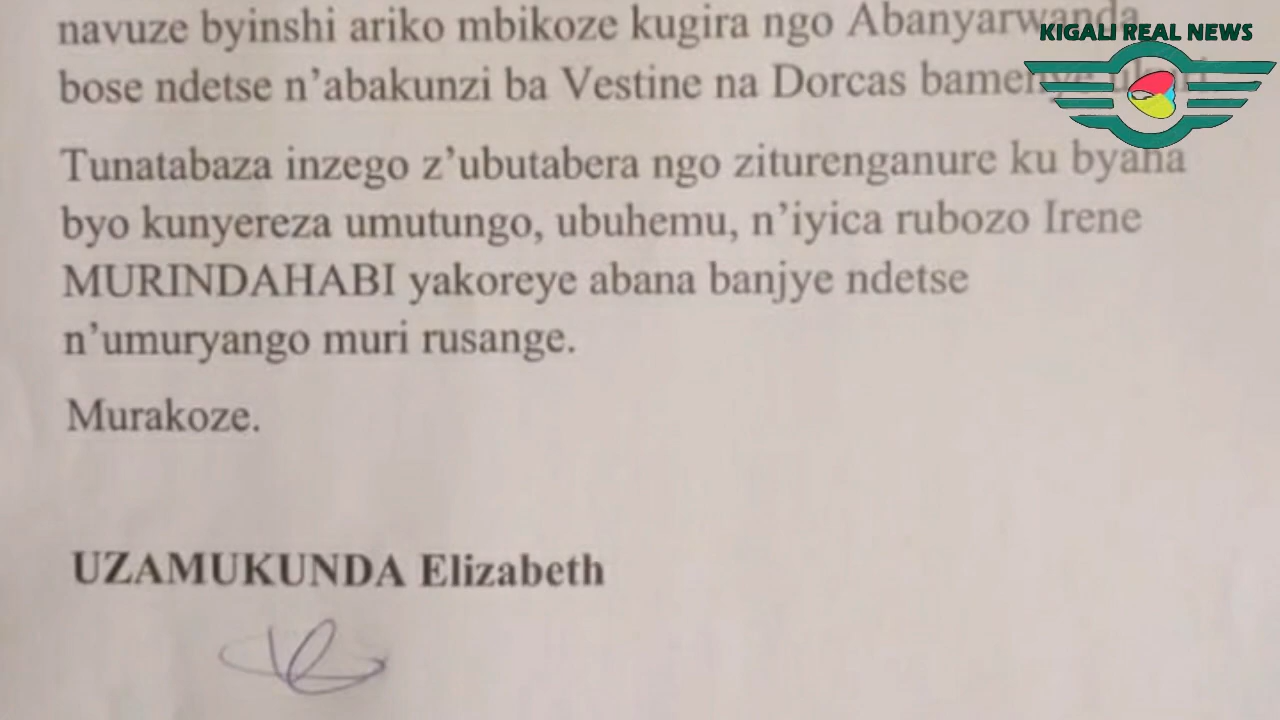 navuze byinshi ariko mbikoze kugira ngo Abanyarwanda
KIGALI REAL NEWS
bose ndetse n’abakunzi ba Vestine na Dorcas bamenye ukuri
Tunatabaza inzego z’ubutabera ngo ziturenganure ku byaha
byo kunyereza umutungo, ubuhemu, n’iyica rubozo Irene
MURINDAHABI yakoreye abana banjye ndetse
n’umuryango muri rusange.
Murakoze.
UZAMUKUNDA Elizabeth